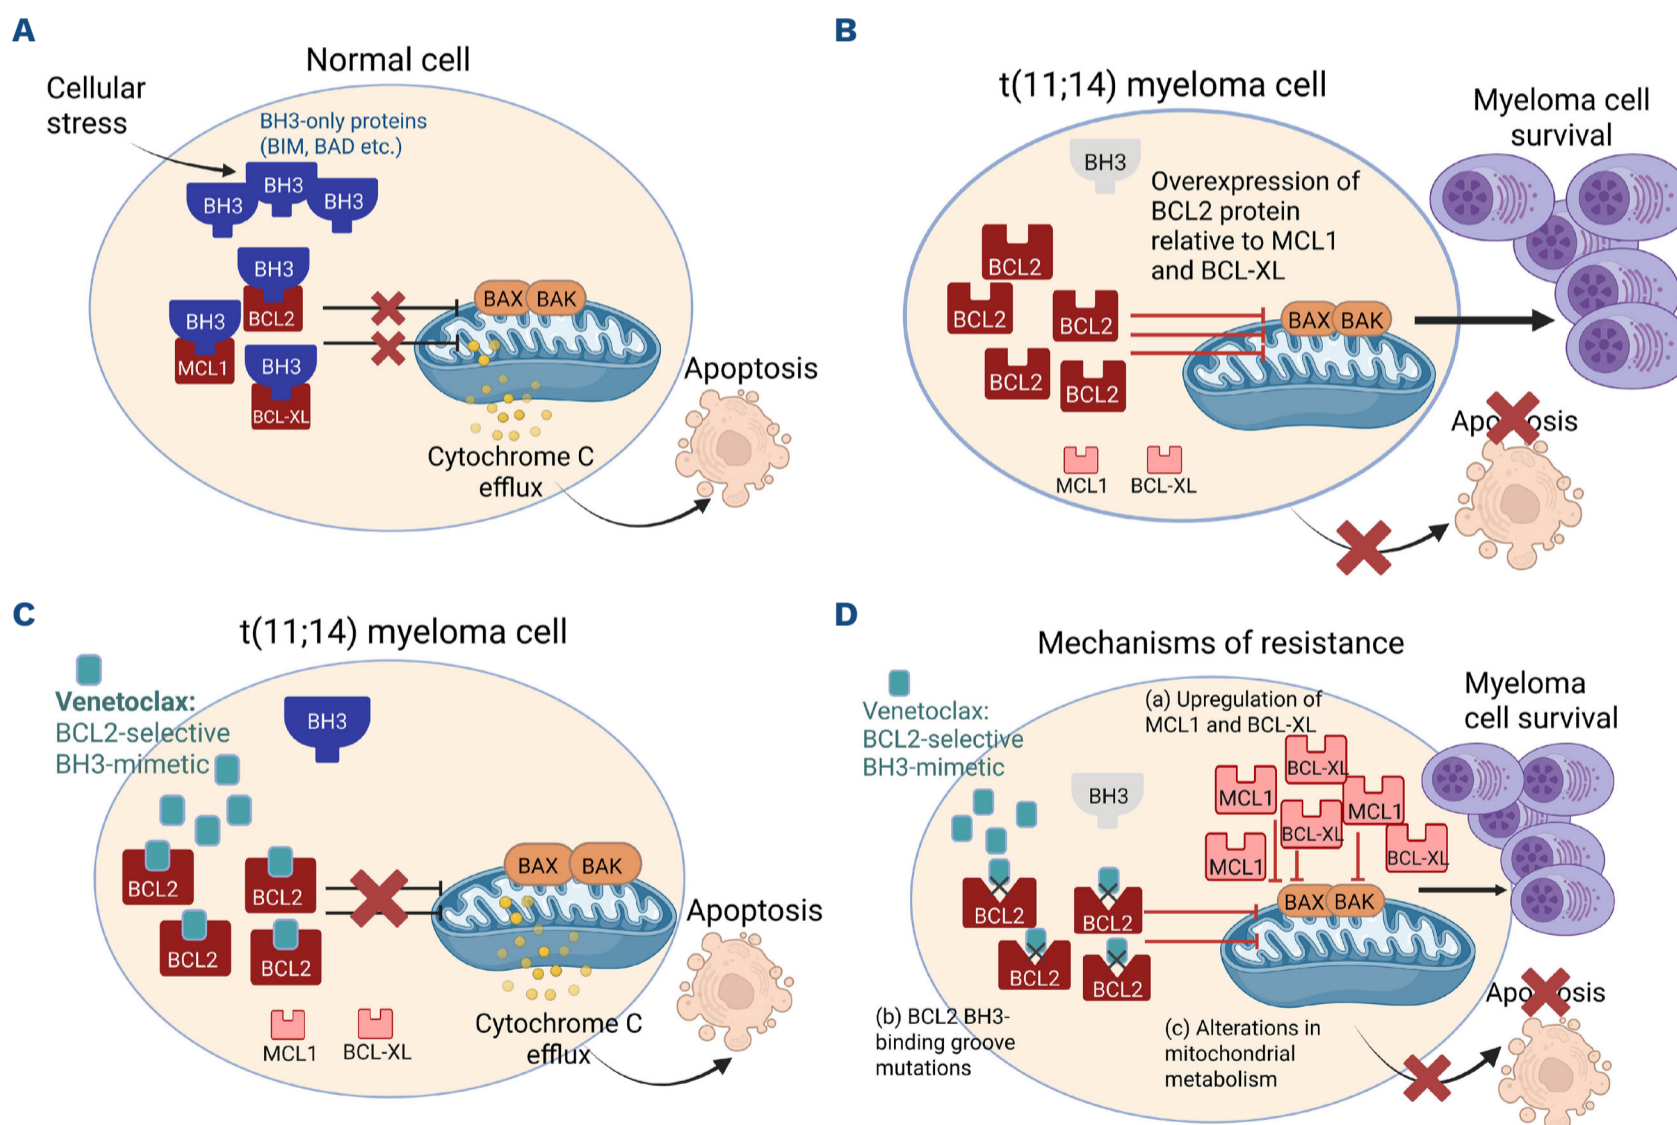 A
Normal cell
Cellular
stress
BH3-only proteins
(BIM, BAD etc.)
BH3
BH3
BH3
BH3
BCL2
BH3
MCL1
BH3
BCL-XL
BAX
BAK
Cytochrome C
efflux
Apoptosis
B
t(11;14) myeloma cell
Myeloma cell
survival
BH3
Overexpression of
BCL2 protein
relative to MCL1
and BCL-XL
BCL2
BCL2
BCL2
BCL2
BCL2
BAX
BAK
MCL1
BCL-XL
Apoptosis
C
t(11;14) myeloma cell
Venetoclax:
BCL2-selective
BH3-mimetic
BH3
BCL2
BCL2
BCL2
BCL2
BAX
BAK
MCL1
BCL-XL
Cytochrome C
efflux
Apoptosis
D
Mechanisms of resistance
Venetoclax:
BCL2-selective
BH3-mimetic
(a) Upregulation of
MCL1 and BCL-XL
Myeloma
cell survival
BH3
BCL-XL
MCL1
MCL1
BCL-XL
MCL1
BCL-XL
BCL2
BCL2
BCL2
BCL2
BAX
BAK
(b) BCL2 BH3-
binding groove
mutations
(c) Alterations in
mitochondrial
metabolism
Apoptosis